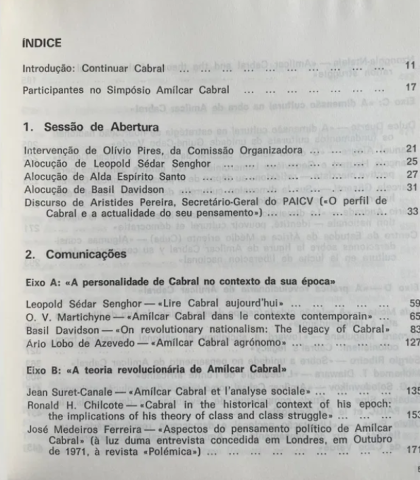 ÍNDICE
Introdução: Continuar Cabral ... ... ... ... ... ... ... ... ... 11
Participantes no Simpósio Amílcar Cabral ... ... ... ... ... ... 17
1. Sessão de Abertura
Intervenção de Olívio Pires, da Comissão Organizadora ... ... ... ... 21
Alocução de Leopold Sédar Senghor ... ... ... ... ... ... ... 25
Alocução de Alda Espírito Santo ... ... ... ... ... ... ... ... 27
Alocução de Basil Davidson ... ... ... ... ... ... ... ... 31
Discurso de Aristides Pereira, Secretário-Geral do PAICV («O perfil de
Cabral e a actualidade do seu pensamento») ... ... ... ... ... 33
2. Comunicações
Eixo A: «A personalidade de Cabral no contexto da sua época»
Leopold Sédar Senghor — «Lire Cabral aujourd'hui» ... ... ... ... ... 59
O. V. Martichyne — «Amílcar Cabral dans le contexte contemporain» ... ... 65
Basil Davidson — «On revolutionary nationalism: The legacy of Cabral» 83
Ario Lobo de Azevedo — «Amílcar Cabral agrónomo» ... ... ... ... 127
Eixo B: «A teoria revolucionária de Amílcar Cabral»
Jean Suret-Canale — «Amílcar Cabral et l'analyse sociale» ... ... ... ... 135
Ronald H. Chilcote — «Cabral in the historical context of his epoch:
the implications of his theory of class and class struggle» ... ... ... 153
José Medeiros Ferreira — «Aspectos do pensamento político de Amílcar
Cabral» (à luz duma entrevista concedida em Londres, em Outubro
de 1971, à revista «Polémica») ... ... ... ... ... ... ... 171